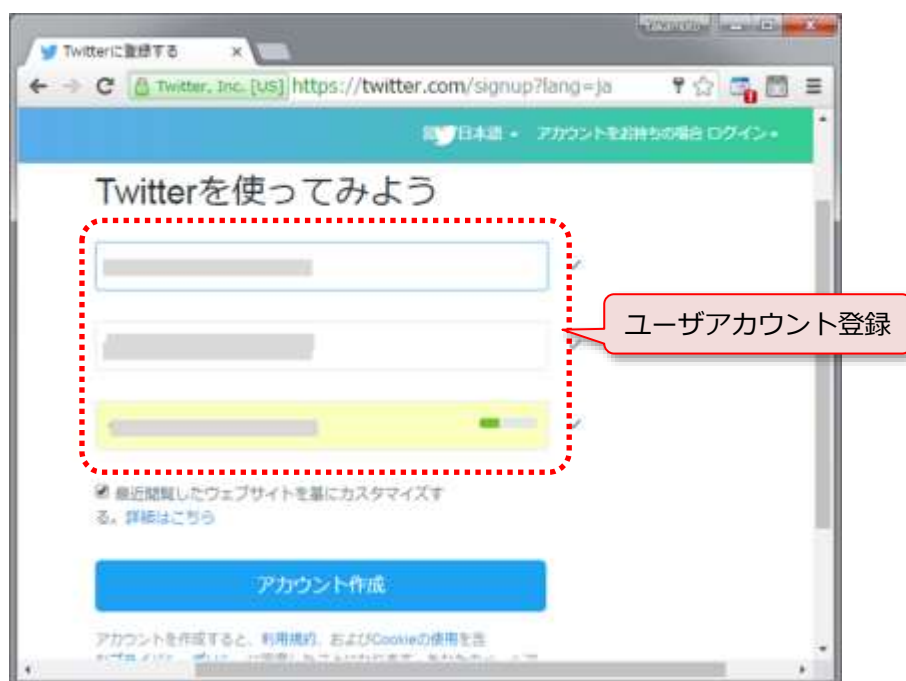 Twitterに登録する
Twitter, Inc. [US] https://twitter.com/signup?lang=ja
日本語
アカウントをお持ちの場合 ログイン
Twitterを使ってみよう
ユーザアカウント登録
最近閲覧したウェブサイトを基にカスタマイズす
る。詳細はこちら
アカウント作成
アカウントを作成すると、利用規約、およびCookieの使用を含